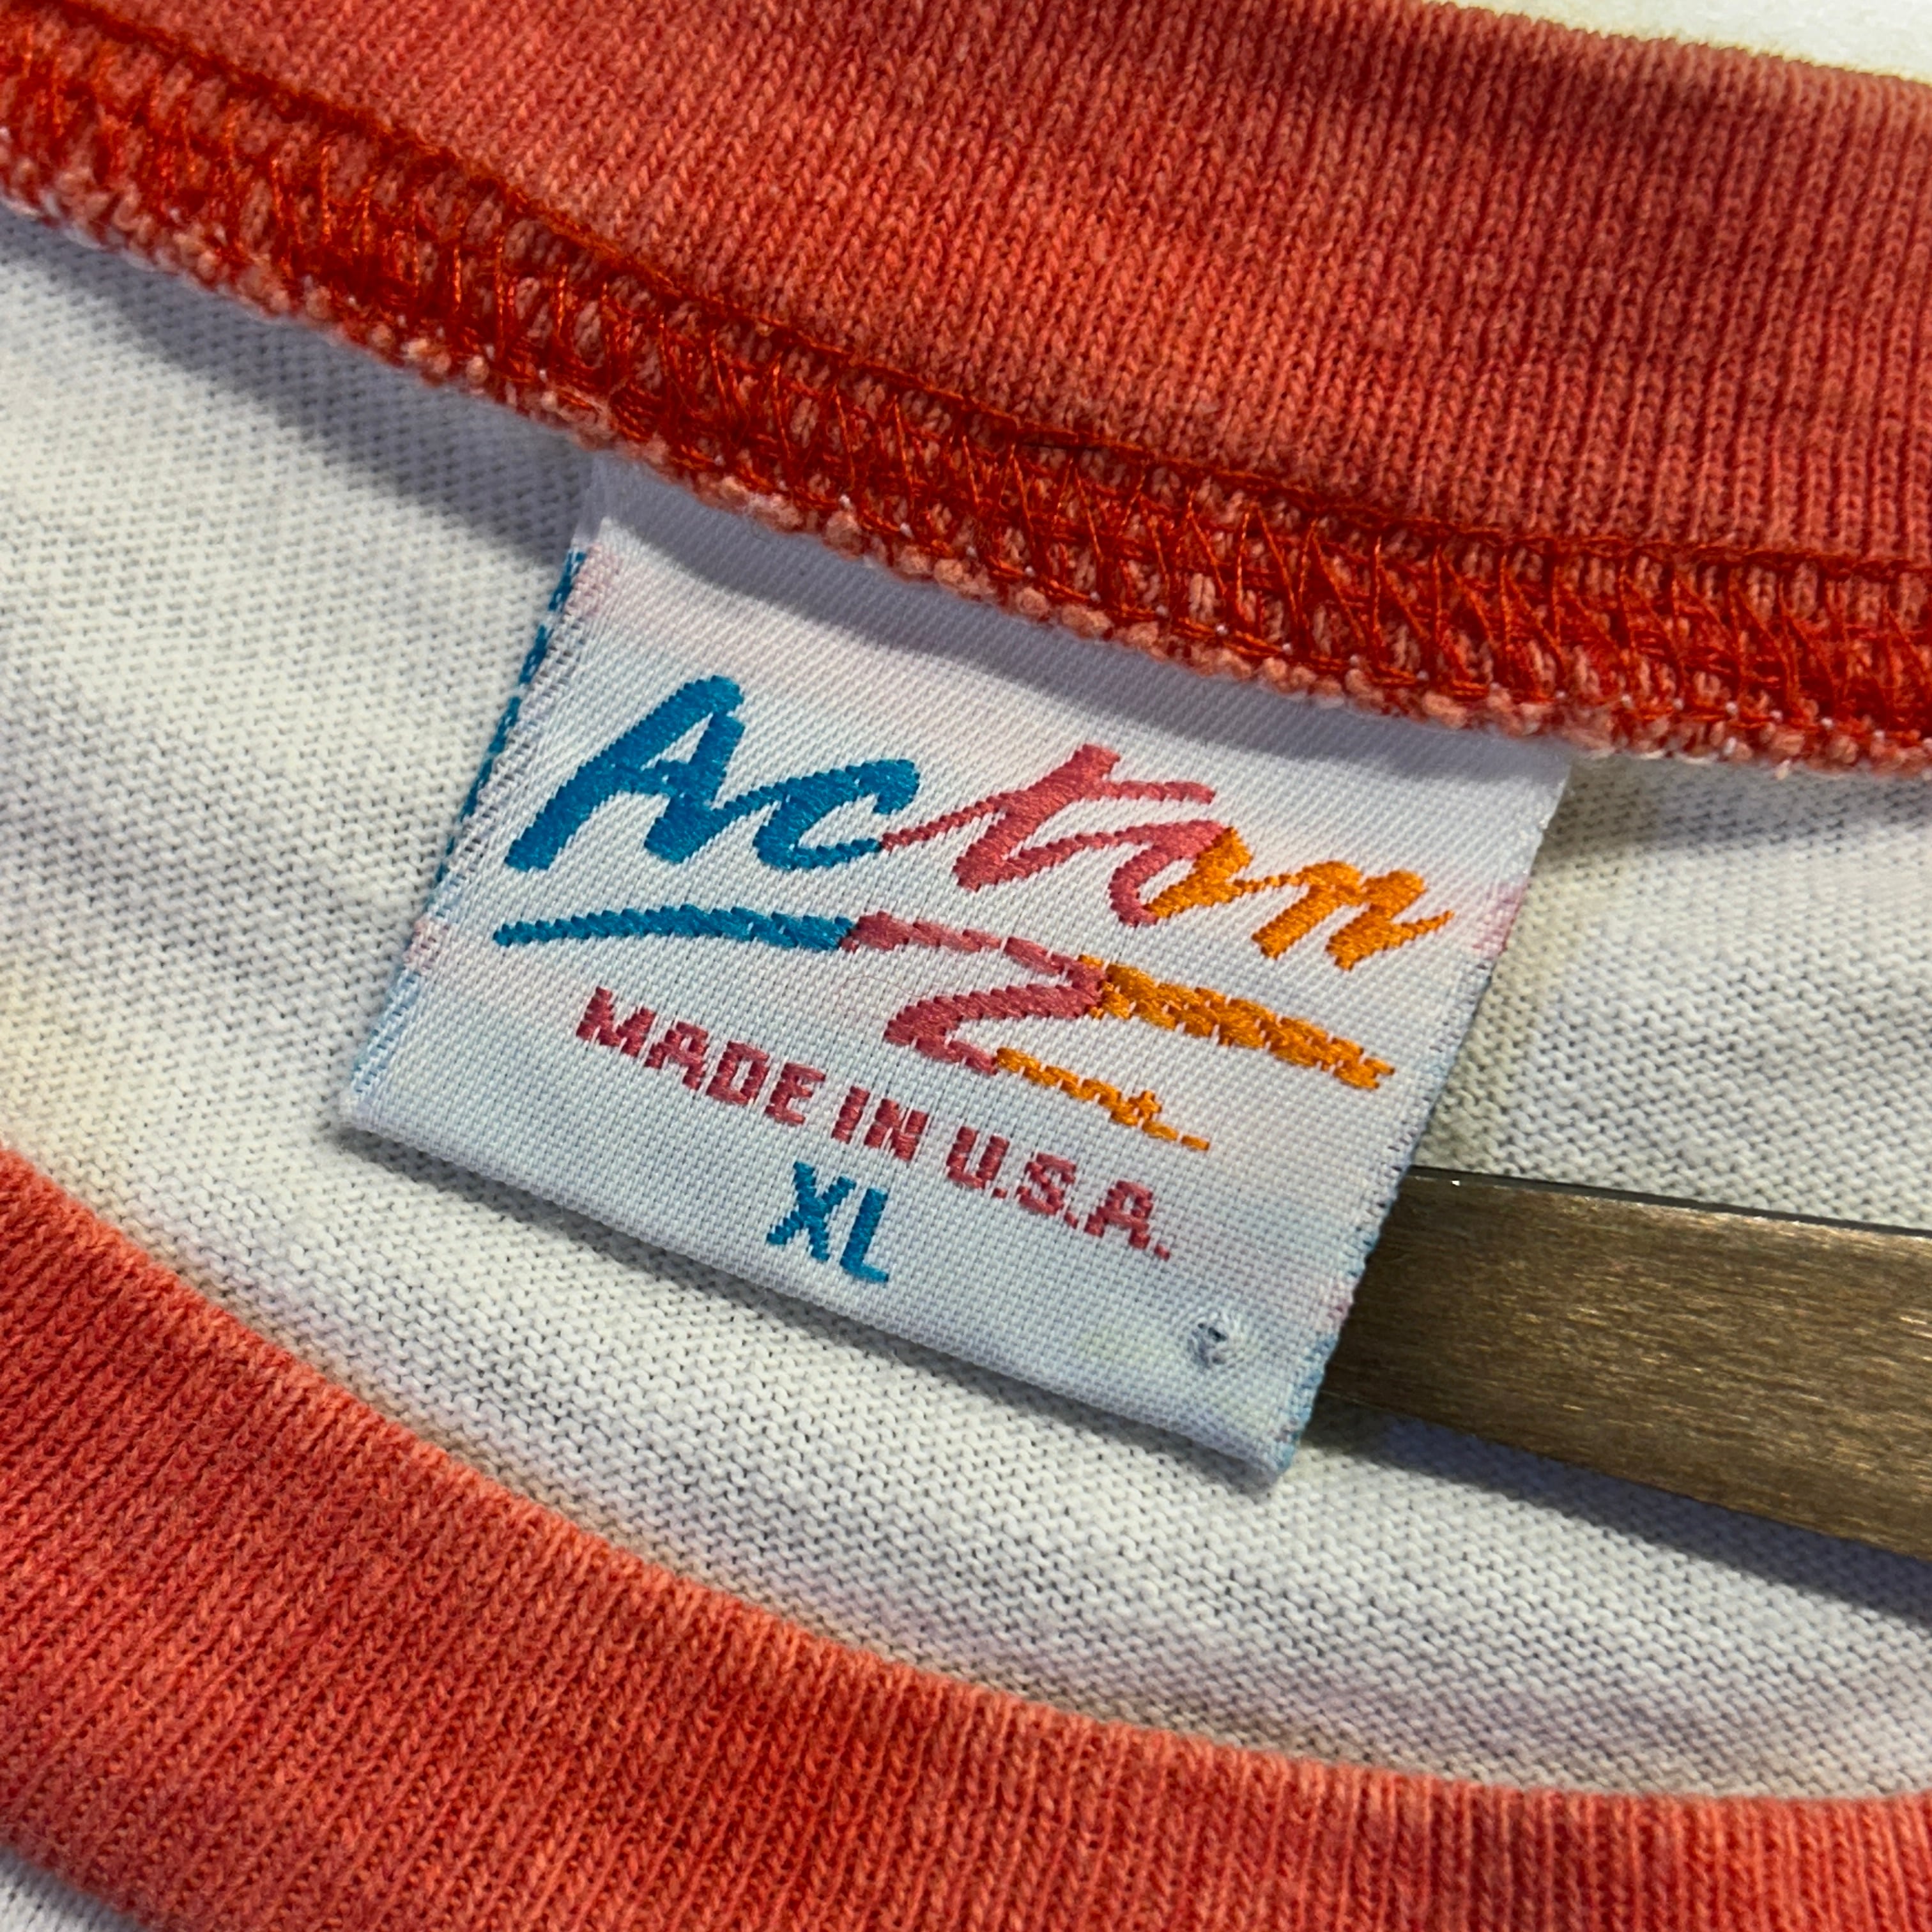 Action
MADE IN U.S.A.
XL